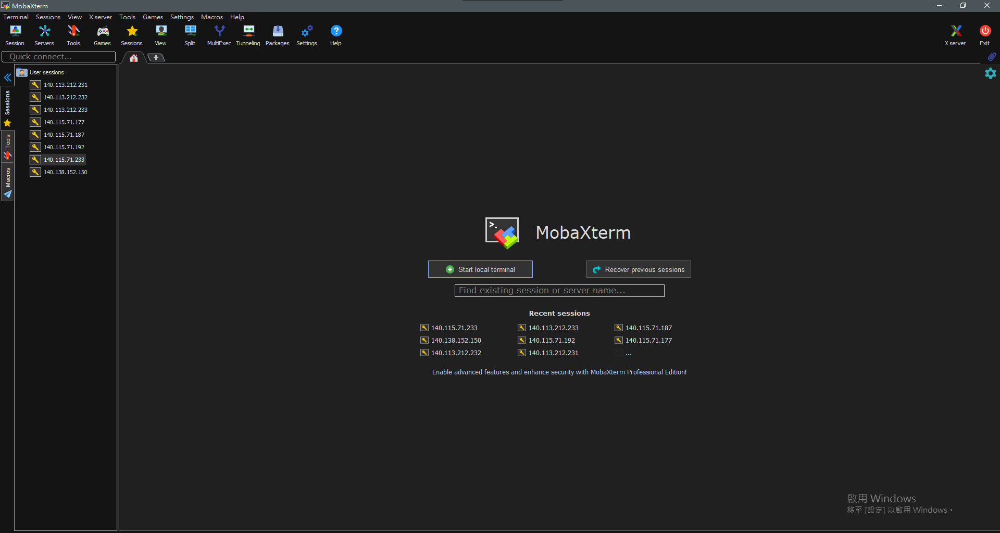 MobaXterm
Terminal Sessions View X server Tools Games Settings Macros Help
Session Servers Tools Games Sessions View Split MultiExec Tunneling Packages Settings Help X server Exit
Quick connect...
User sessions
140.113.212.231
140.113.212.232
140.113.212.233
140.115.71.177
140.115.71.187
140.115.71.192
140.115.71.233
140.138.152.150
Sessions
Tools
Macros
>_
MobaXterm
Start local terminal
Recover previous sessions
Find existing session or server name...
Recent sessions
140.115.71.233 140.113.212.233 140.115.71.187
140.138.152.150 140.115.71.192 140.115.71.177
140.113.212.232 140.113.212.231 ...
Enable advanced features and enhance security with MobaXterm Professional Edition!
啟用 Windows
移至 [設定] 以啟用 Windows。